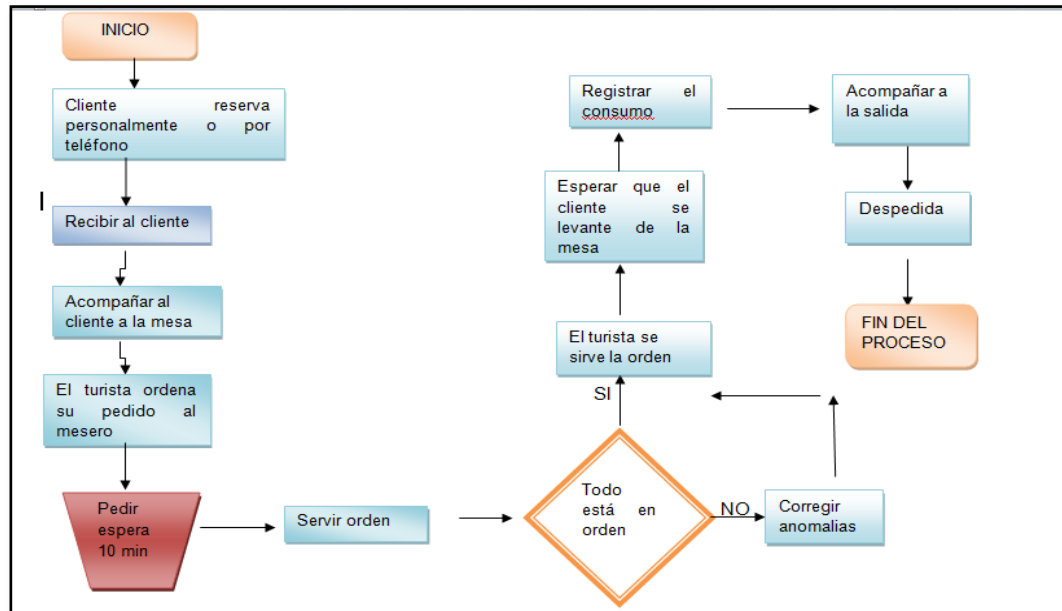 INICIO
Cliente reserva
personalmente o por
teléfono
Recibir al cliente
Acompañar al
cliente a la mesa
El turista ordena
su pedido al
mesero
Pedir
espera
10 min
Servir orden
Todo
está en
orden
NO
Corregir
anomalias
SI
El turista se
sirve la orden
Esperar que el
cliente se
levante de la
mesa
Registrar el
consumo
Acompañar a
la salida
Despedida
FIN DEL
PROCESO